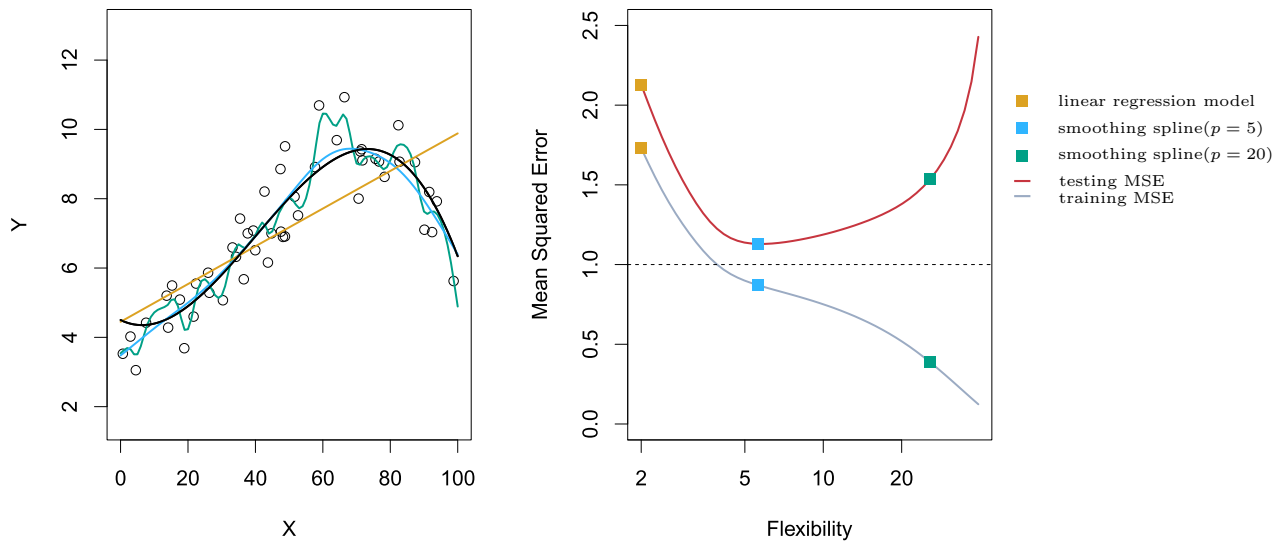 12
10
8
6
4
2
Y
0 20 40 60 80 100
X
2.5
2.0
1.5
1.0
0.5
0.0
Mean Squared Error
2 5 10 20
Flexibility
linear regression model
smoothing spline(p = 5)
smoothing spline(p = 20)
testing MSE
training MSE